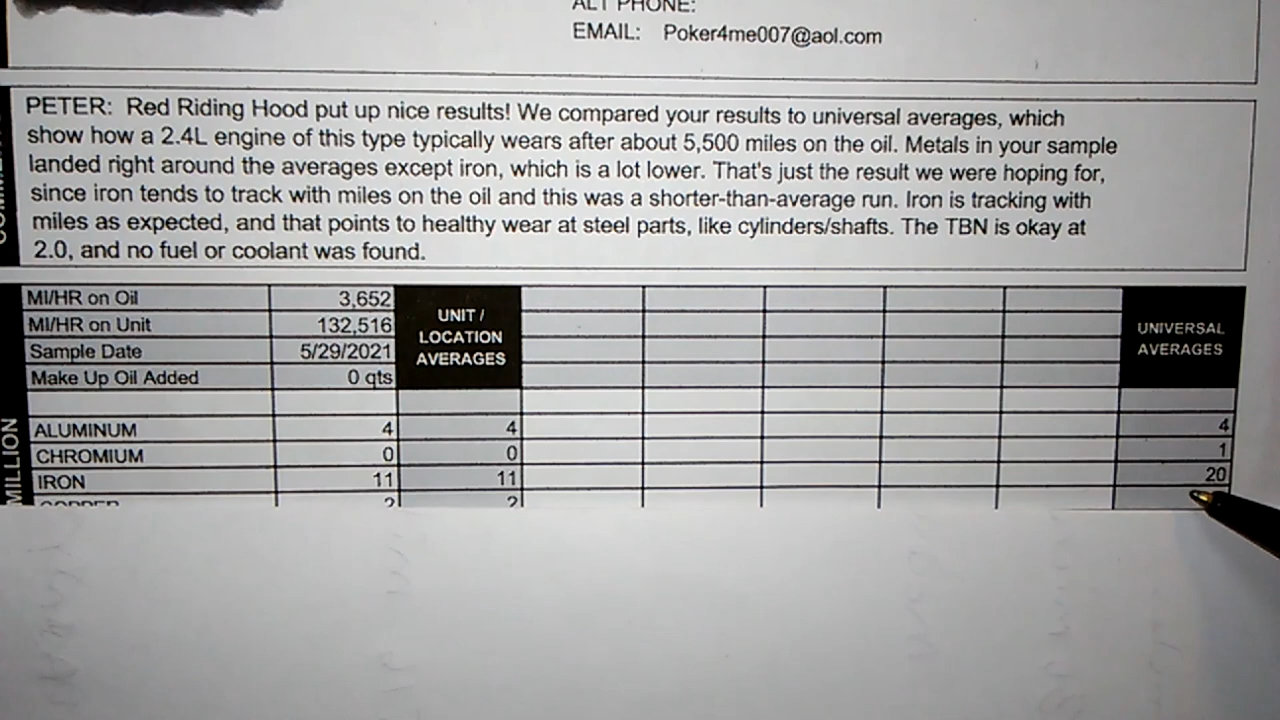 ALT PHONE:
EMAIL: Poker4me007@aol.com
PETER: Red Riding Hood put up nice results! We compared your results to universal averages, which
show how a 2.4L engine of this type typically wears after about 5,500 miles on the oil. Metals in your sample
landed right around the averages except iron, which is a lot lower. That's just the result we were hoping for,
since iron tends to track with miles on the oil and this was a shorter-than-average run. Iron is tracking with
miles as expected, and that points to healthy wear at steel parts, like cylinders/shafts. The TBN is okay at
2.0, and no fuel or coolant was found.
MI/HR on Oil 3,652
MI/HR on Unit 132,516
Sample Date 5/29/2021
Make Up Oil Added 0 qts
UNIT /
LOCATION
AVERAGES
UNIVERSAL
AVERAGES
ALUMINUM 4 4 4
CHROMIUM 0 0 1
IRON 11 11 20
COPPER 2 2
MILLION